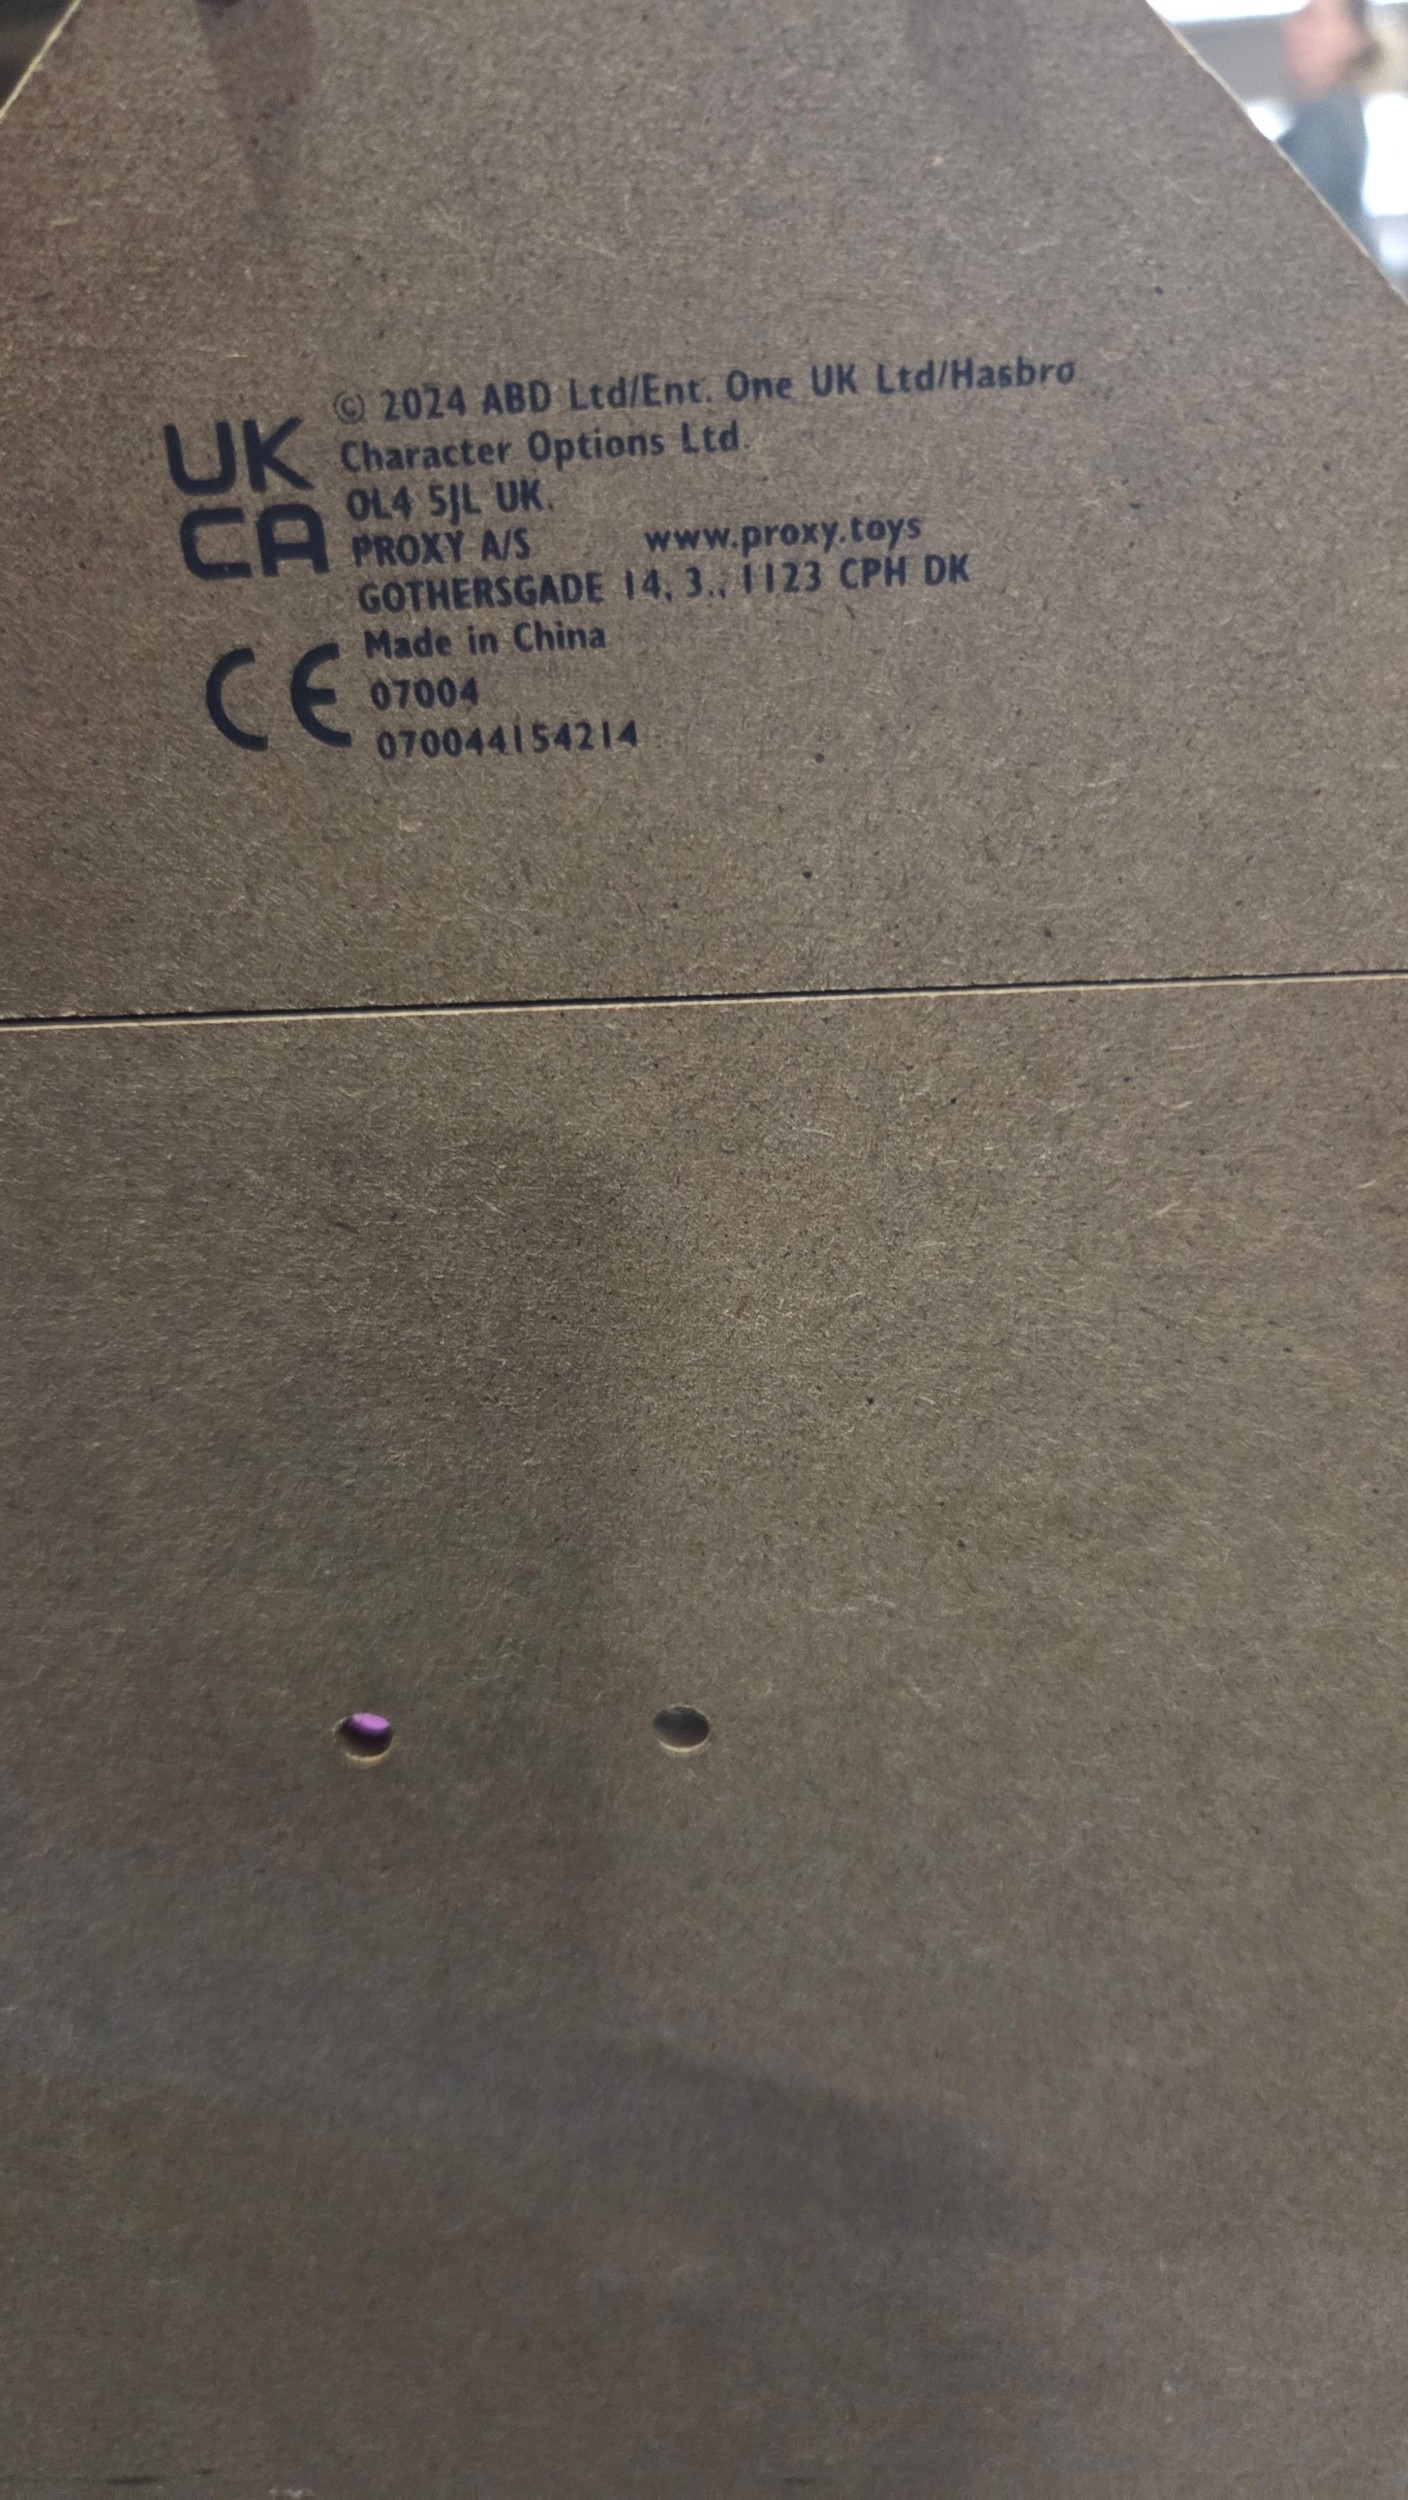 © 2024 ABD Ltd/Ent. One UK Ltd/Hasbro
Character Options Ltd.
OL4 5JL UK.
PROXY A/S www.proxy.toys
GOTHERSGADE 14, 3., 1123 CPH DK
Made in China
07004
070044154214
UK
CA
CE